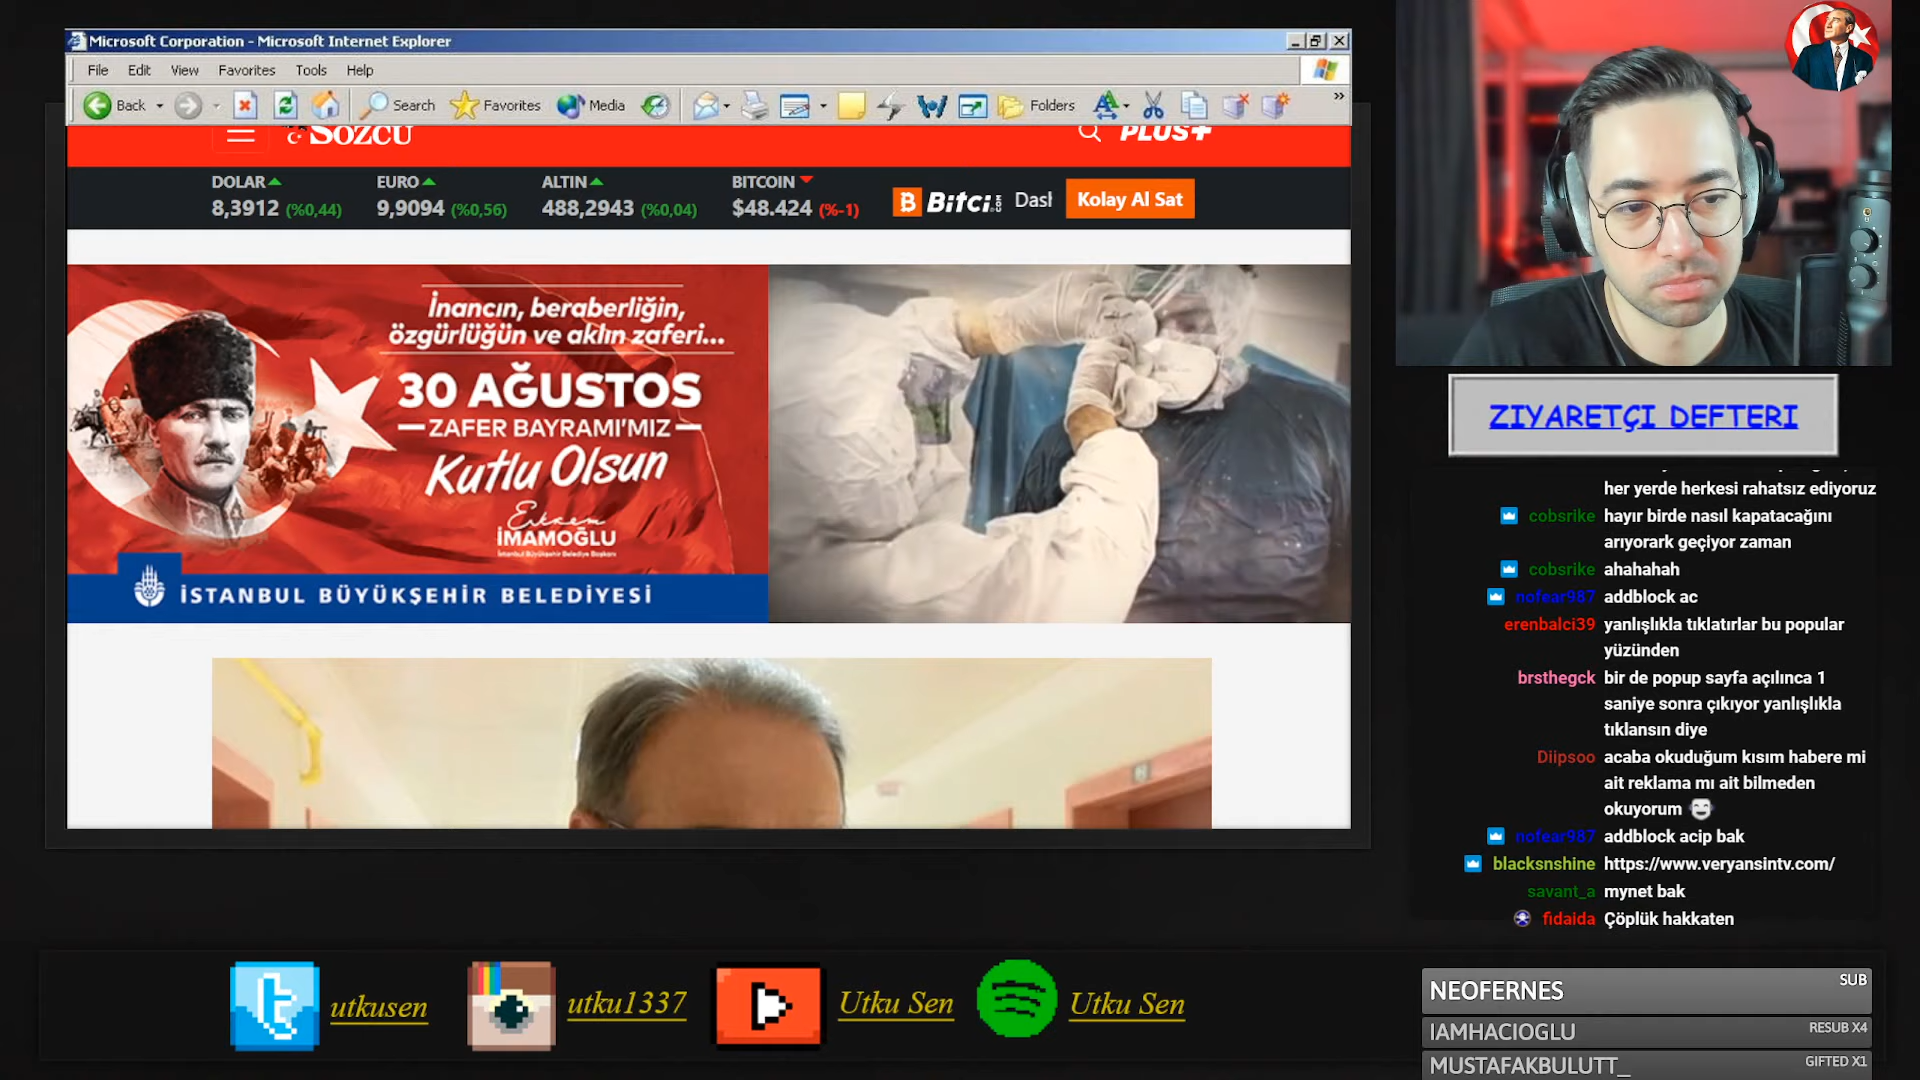 Microsoft Corporation - Microsoft Internet Explorer
File Edit View Favorites Tools Help
Back Search Favorites Media Folders
SÖZCÜ
PLUS+
DOLAR EURO ALTIN BITCOIN
8,3912 (%0,44) 9,9094 (%0,56) 488,2943 (%0,04) $48.424 (%-1)
Bitci.com Dash Kolay Al Sat
İnancın, beraberliğin,
özgürlüğün ve aklın zaferi...
30 AĞUSTOS
ZAFER BAYRAMI'MIZ
Kutlu Olsun
Ekrem
İMAMOĞLU
İstanbul Büyükşehir Belediye Başkanı
İSTANBUL BÜYÜKŞEHİR BELEDİYESİ
ZIYARETÇI DEFTERI
her yerde herkesi rahatsız ediyoruz
cobsrike hayır birde nasıl kapatacağını
arıyorark geçiyor zaman
cobsrike ahahahah
nofear987 addblock ac
erenbalci39 yanlışlıkla tıklatırlar bu popular
yüzünden
brsthegck bir de popup sayfa açılınca 1
saniye sonra çıkıyor yanlışlıkla
tıklansın diye
Diipsoo acaba okuduğum kısım habere mi
ait reklama mı ait bilmeden
okuyorum
nofear987 addblock acip bak
blacksnshine https://www.veryansintv.com/
savant_a mynet bak
fidaida Çöplük hakkaten
utkusen utku1337 Utku Sen Utku Sen
NEOFERNES SUB
IAMHACIOGLU RESUB X4
MUSTAFAKBULUTT_ GIFTED X1